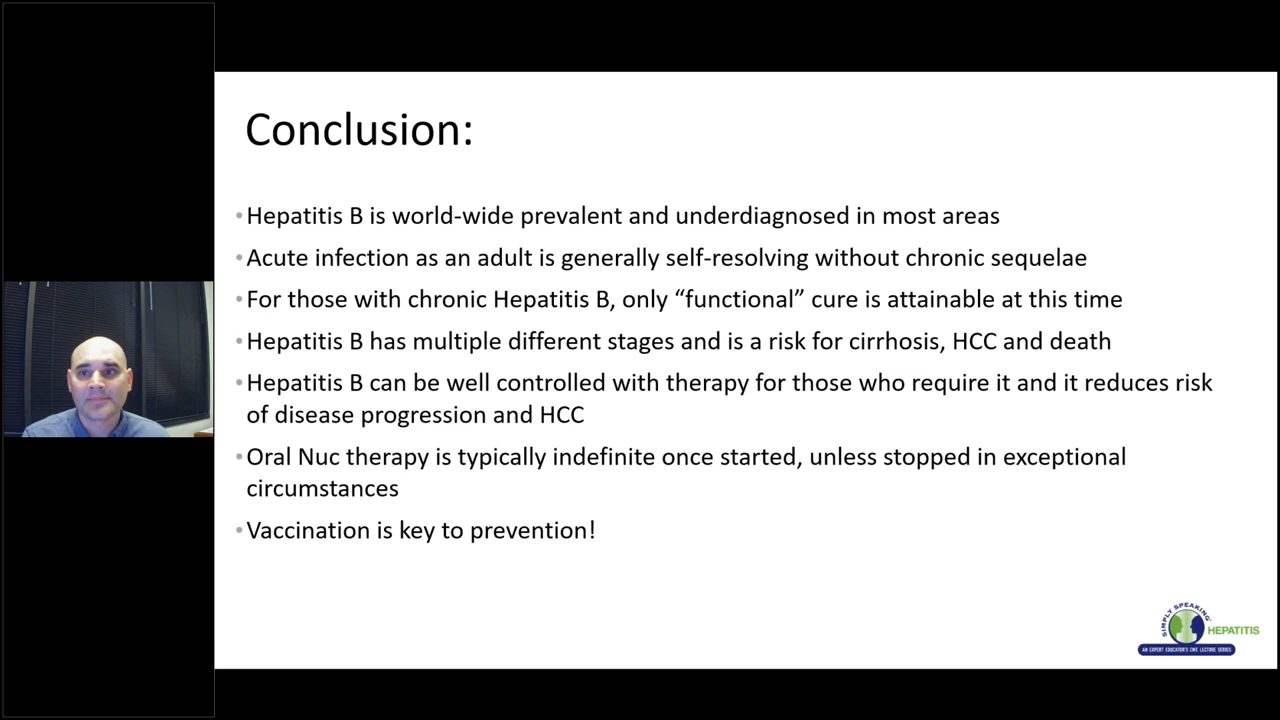 Conclusion:
•Hepatitis B is world-wide prevalent and underdiagnosed in most areas
•Acute infection as an adult is generally self-resolving without chronic sequelae
•For those with chronic Hepatitis B, only “functional” cure is attainable at this time
•Hepatitis B has multiple different stages and is a risk for cirrhosis, HCC and death
•Hepatitis B can be well controlled with therapy for those who require it and it reduces risk
of disease progression and HCC
•Oral Nuc therapy is typically indefinite once started, unless stopped in exceptional
circumstances
•Vaccination is key to prevention!
SIMPLY SPEAKING
HEPATITIS
AN EXPERT EDUCATOR'S CME LECTURE SERIES